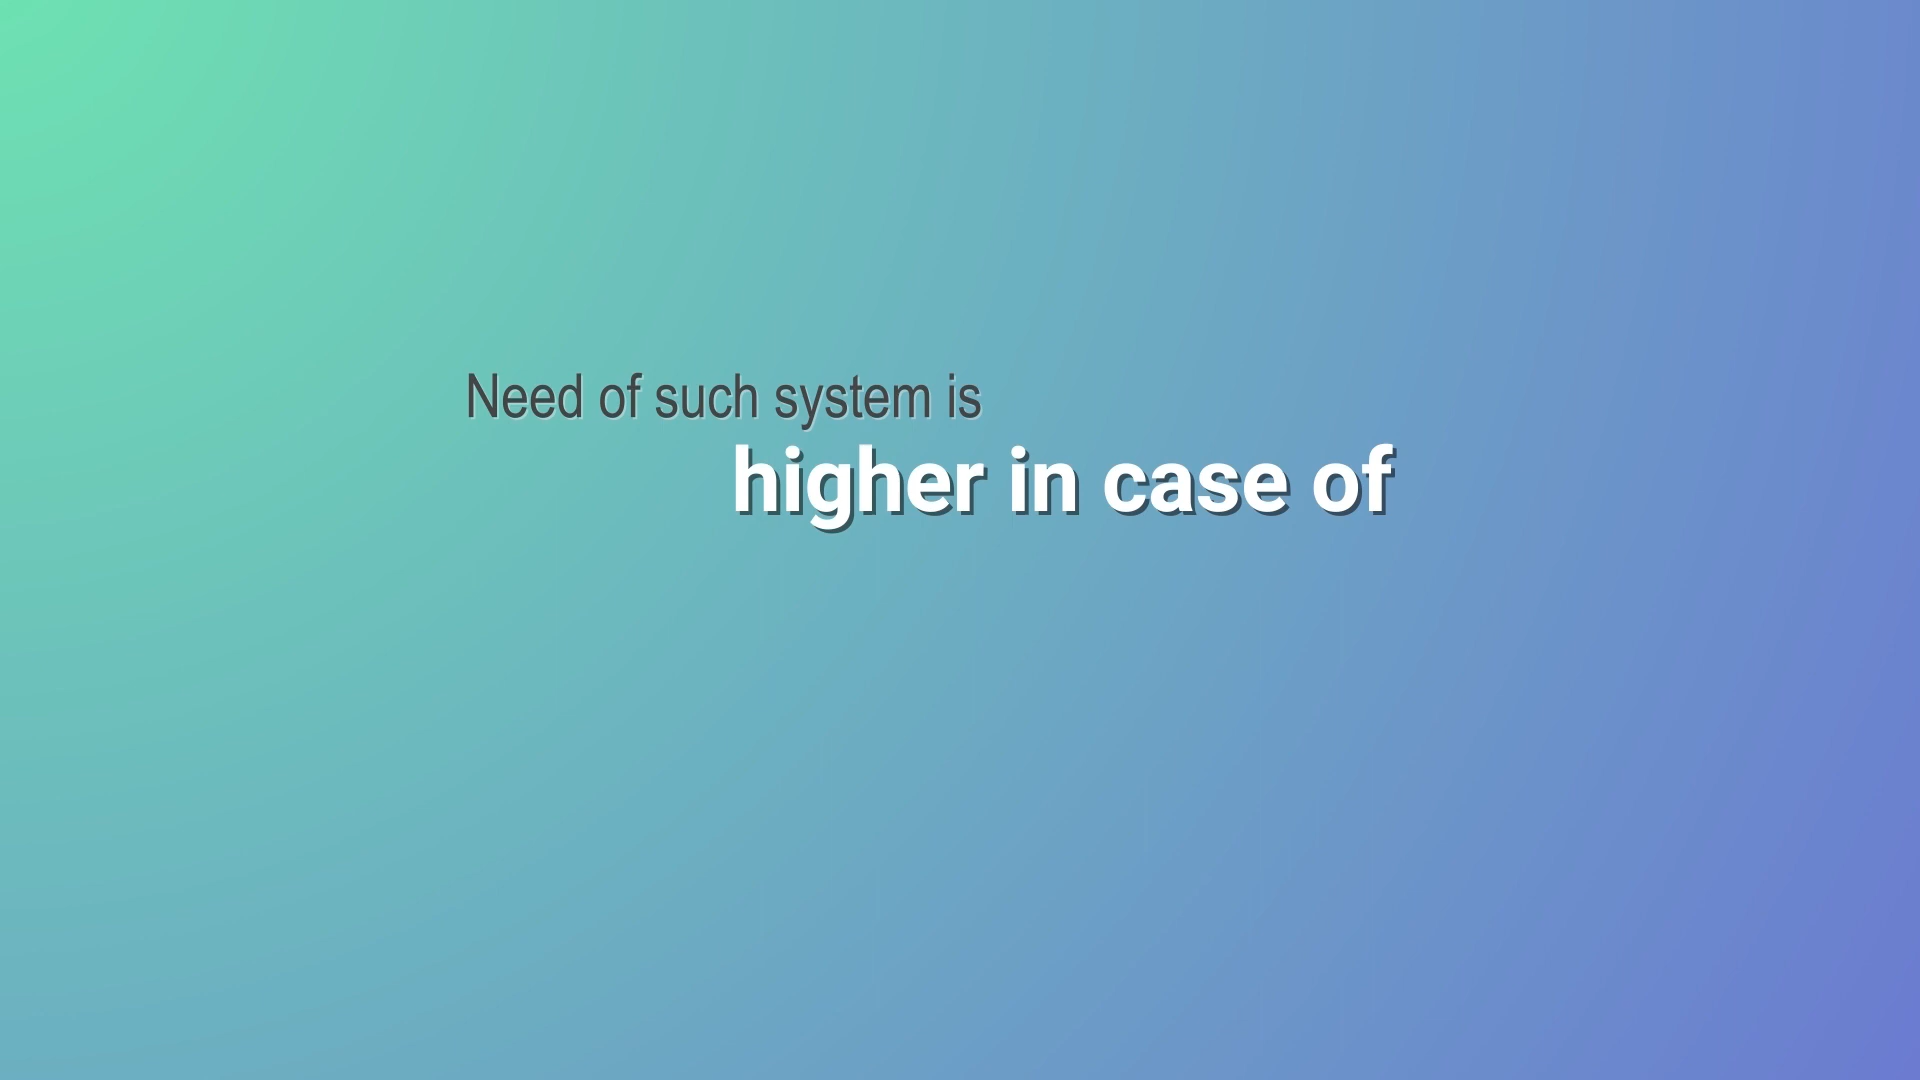 Need of such system is
higher in case of